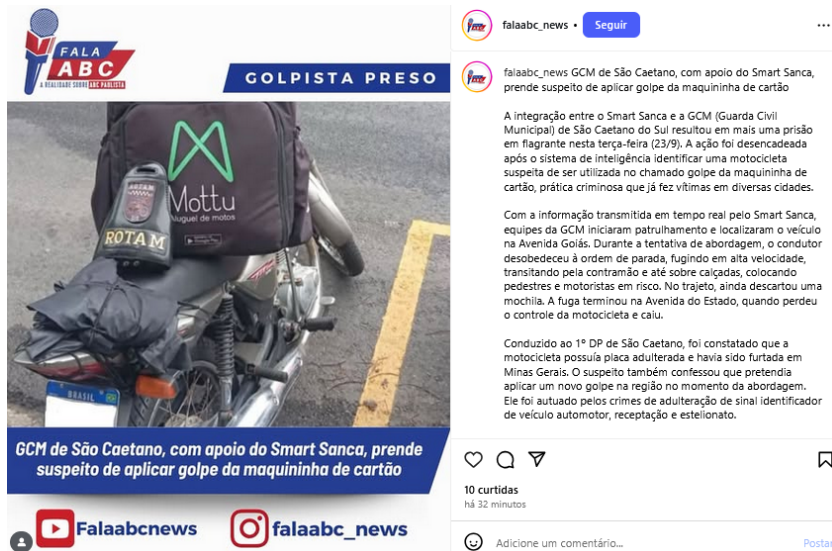 FALA
ABC
A REALIDADE SOBRE ABC PAULISTA
GOLPISTA PRESO
Mottu
Aluguel de motos
Google Play
ROTAM
ROTAM
BRASIL
GCM de São Caetano, com apoio do Smart Sanca, prende
suspeito de aplicar golpe da maquininha de cartão
Falaabcnews
falaabc_news
falaabc_news • Seguir
falaabc_news GCM de São Caetano, com apoio do Smart Sanca,
prende suspeito de aplicar golpe da maquininha de cartão
A integração entre o Smart Sanca e a GCM (Guarda Civil
Municipal) de São Caetano do Sul resultou em mais uma prisão
em flagrante nesta terça-feira (23/9). A ação foi desencadeada
após o sistema de inteligência identificar uma motocicleta
suspeita de ser utilizada no chamado golpe da maquininha de
cartão, prática criminosa que já fez vítimas em diversas cidades.
Com a informação transmitida em tempo real pelo Smart Sanca,
equipes da GCM iniciaram patrulhamento e localizaram o veículo
na Avenida Goiás. Durante a tentativa de abordagem, o condutor
desobedeceu à ordem de parada, fugindo em alta velocidade,
transitando pela contramão e até sobre calçadas, colocando
pedestres e motoristas em risco. No trajeto, ainda descartou uma
mochila. A fuga terminou na Avenida do Estado, quando perdeu
o controle da motocicleta e caiu.
Conduzido ao 1º DP de São Caetano, foi constatado que a
motocicleta possuía placa adulterada e havia sido furtada em
Minas Gerais. O suspeito também confessou que pretendia
aplicar um novo golpe na região no momento da abordagem.
Ele foi autuado pelos crimes de adulteração de sinal identificador
de veículo automotor, receptação e estelionato.
10 curtidas
há 32 minutos
Adicione um comentário...
Postar